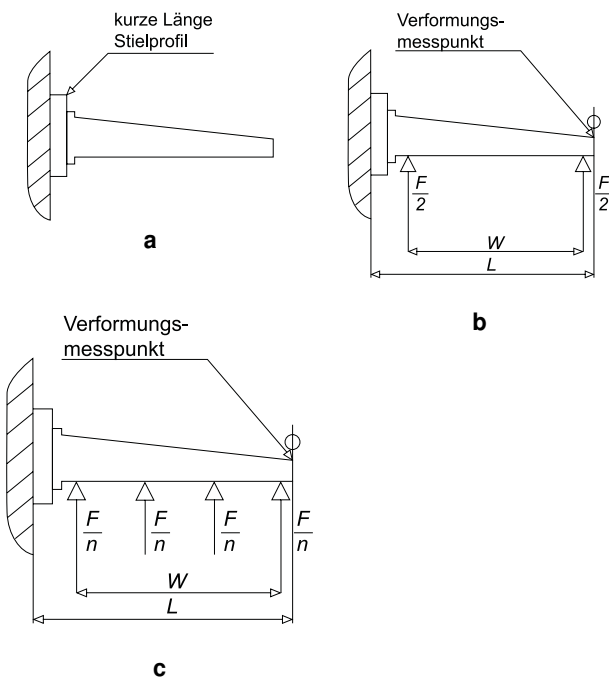 kurze Länge
Stielprofil
a
Verformungs-
messpunkt
F
2
F
2
W
L
b
Verformungs-
messpunkt
F
n
F
n
F
n
F
n
W
L
c